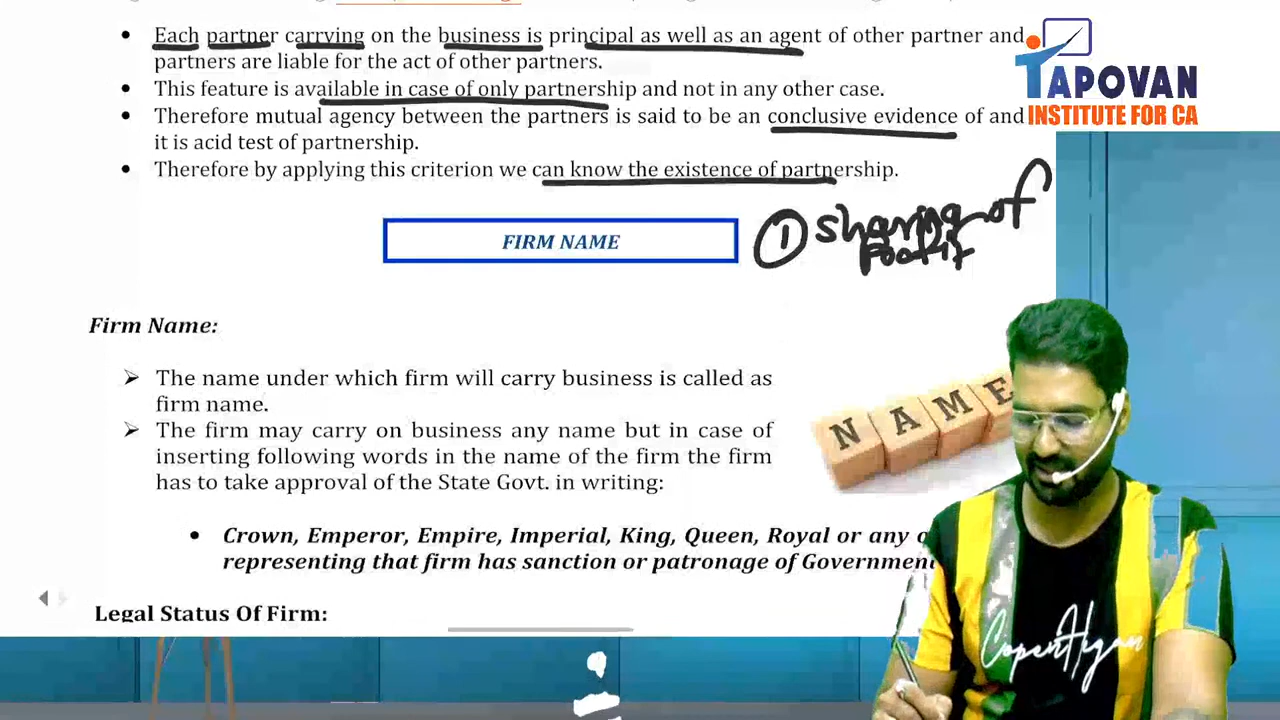 Each partner carrying on the business is principal as well as an agent of other partner and
partners are liable for the act of other partners.
This feature is available in case of only partnership and not in any other case.
Therefore mutual agency between the partners is said to be an conclusive evidence of and
it is acid test of partnership.
Therefore by applying this criterion we can know the existence of partnership.
TAPOVAN
INSTITUTE FOR CA
FIRM NAME
① sharing of
Firm Name:
The name under which firm will carry business is called as
firm name.
The firm may carry on business any name but in case of
inserting following words in the name of the firm the firm
has to take approval of the State Govt. in writing:
NAME
Crown, Emperor, Empire, Imperial, King, Queen, Royal or any
representing that firm has sanction or patronage of Government
Legal Status Of Firm:
CopenHgan